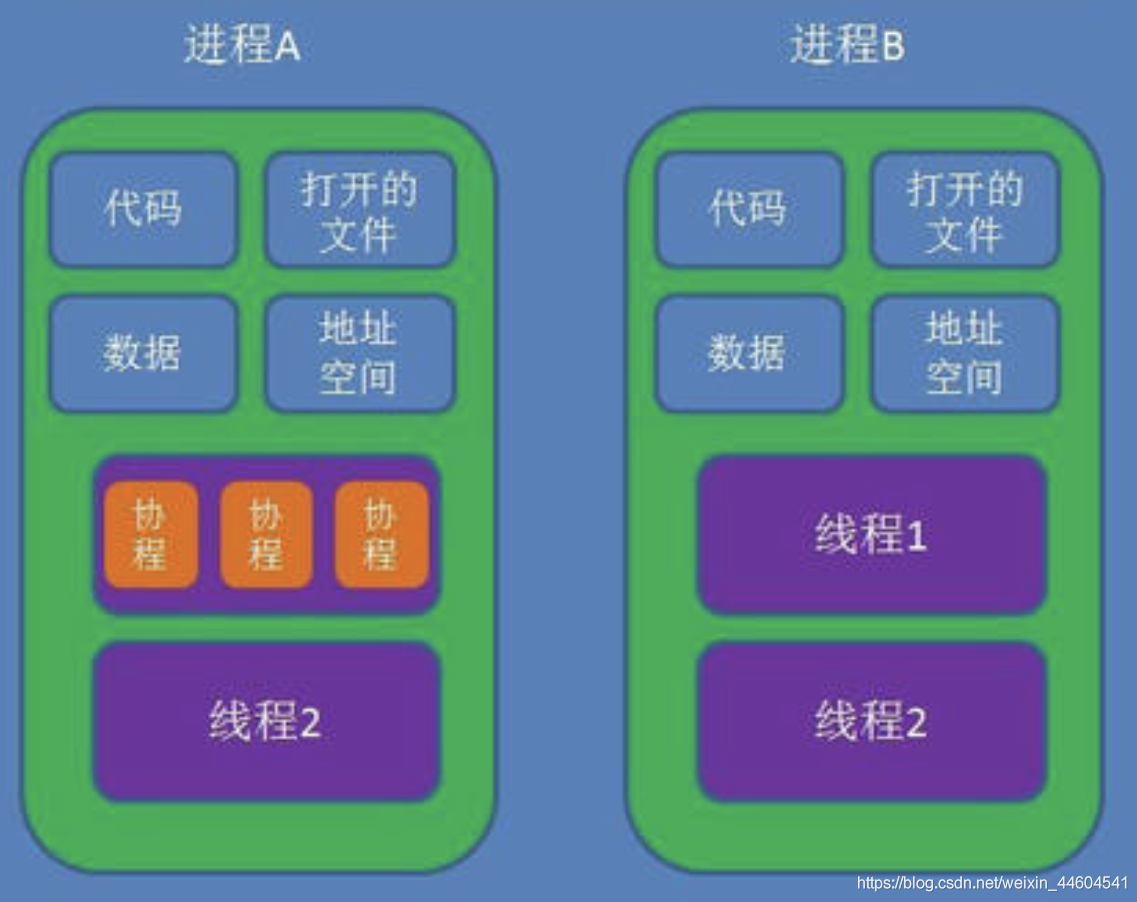 进程A
进程B
代码
打开的
文件
数据
地址
空间
协
程
协
程
协
程
线程2
代码
打开的
文件
数据
地址
空间
线程1
线程2
https://blog.csdn.net/weixin_44604541